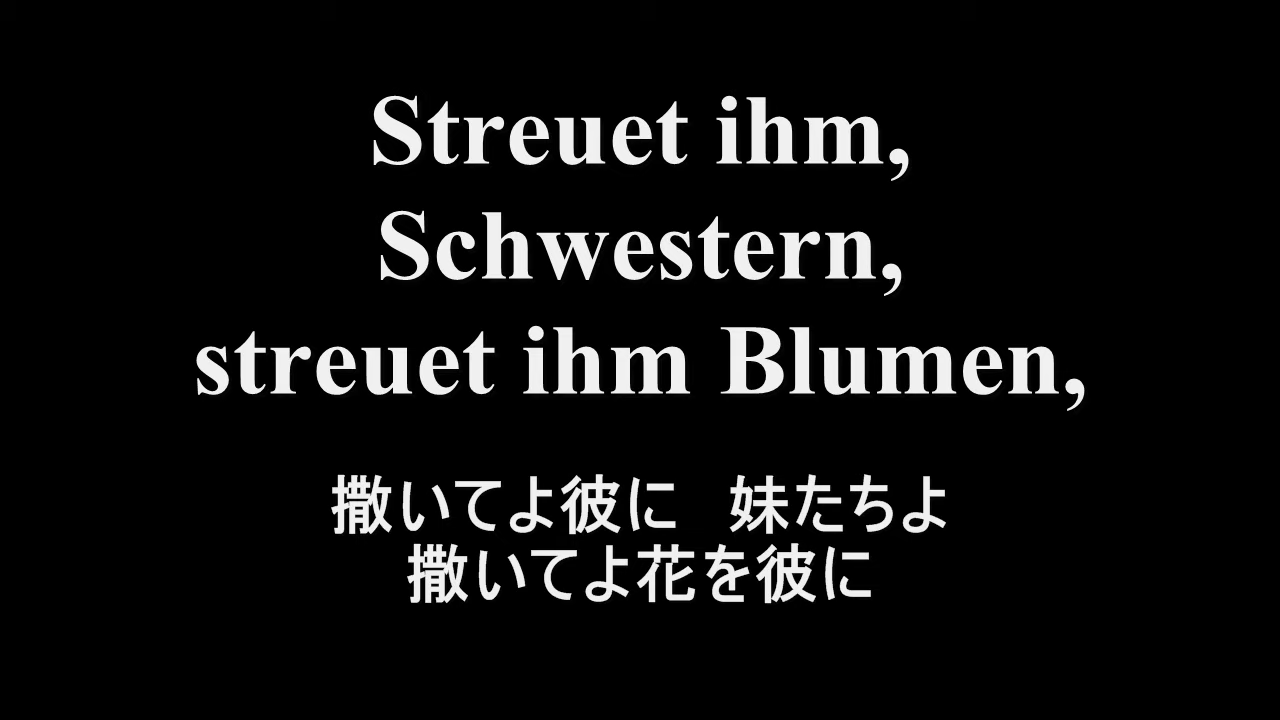 Streuet ihm,
Schwestern,
streuet ihm Blumen,
撒いてよ彼に　妹たちよ
撒いてよ花を彼に